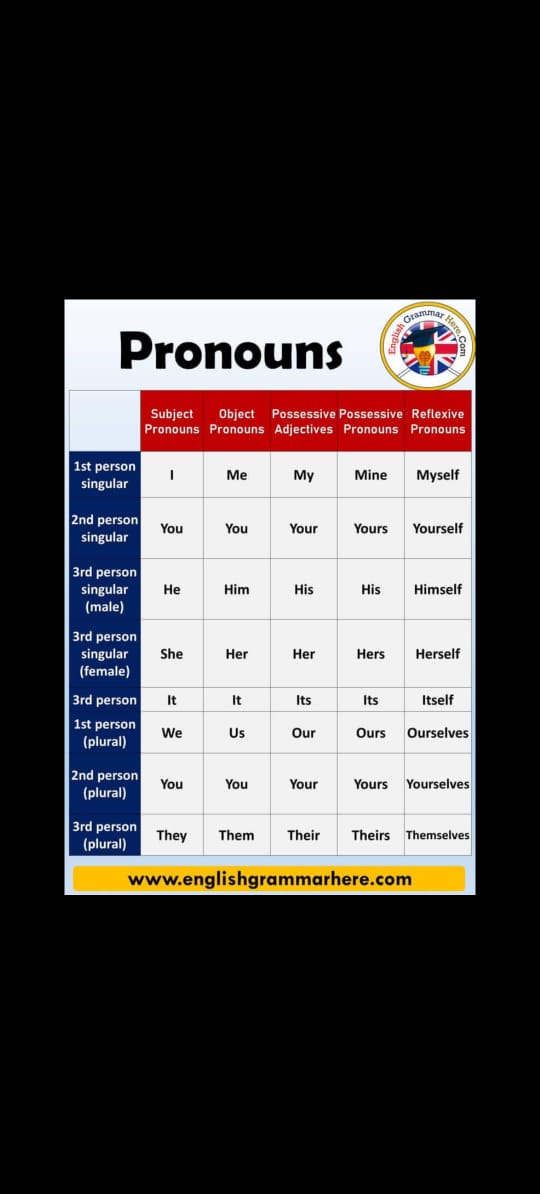 English Grammar Here.Com
Pronouns
Subject Pronouns Object Pronouns Possessive Adjectives Possessive Pronouns Reflexive Pronouns
1st person singular I Me My Mine Myself
2nd person singular You You Your Yours Yourself
3rd person singular (male) He Him His His Himself
3rd person singular (female) She Her Her Hers Herself
3rd person It It Its Its Itself
1st person (plural) We Us Our Ours Ourselves
2nd person (plural) You You Your Yours Yourselves
3rd person (plural) They Them Their Theirs Themselves
www.englishgrammarhere.com